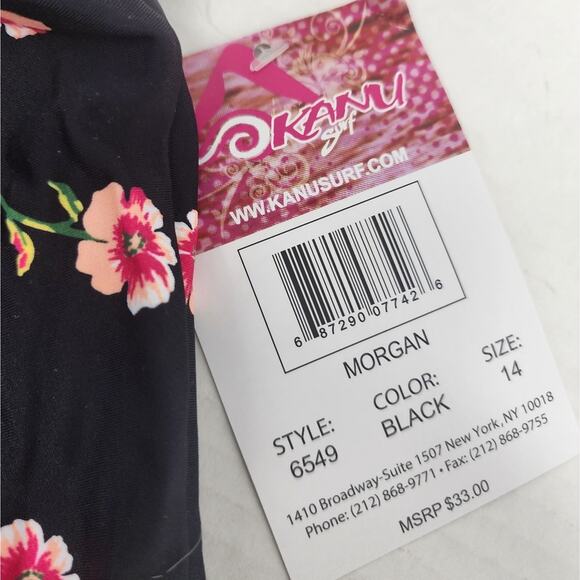 KANU
surf
WW.KANUSURF.COM
6 87290 07742 6
MORGAN
STYLE: COLOR: SIZE:
6549 BLACK 14
1410 Broadway-Suite 1507 New York, NY 10018
Phone: (212) 868-9771 • Fax: (212) 868-9755
MSRP $33.00